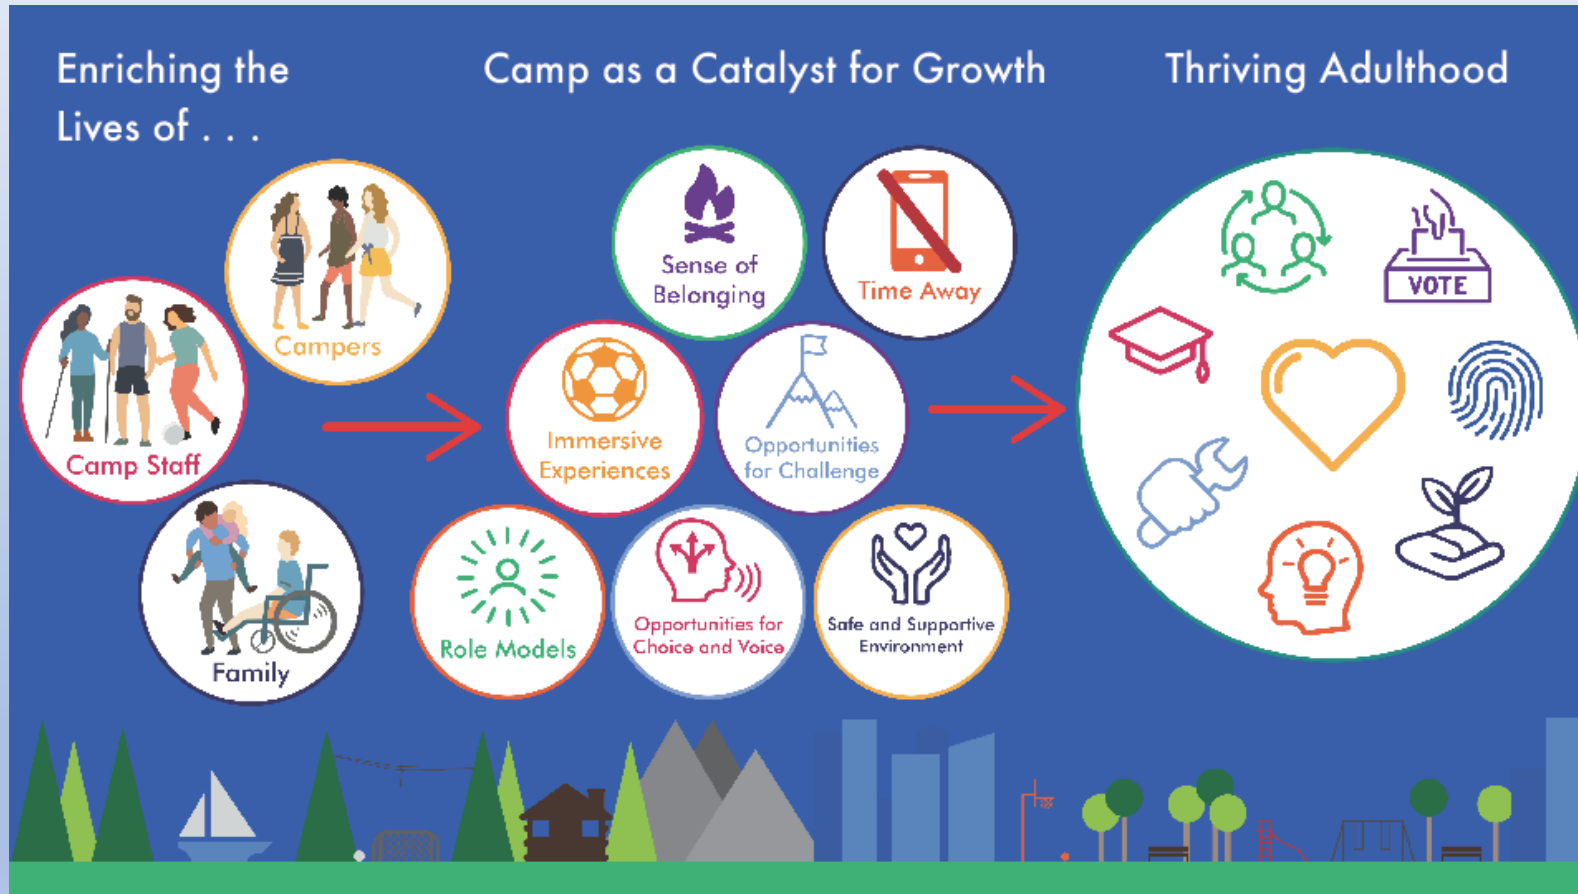 Enriching the
Lives of . . .
Camp as a Catalyst for Growth
Thriving Adulthood
Campers
Camp Staff
Family
Sense of
Belonging
Time Away
Immersive
Experiences
Opportunities
for Challenge
Role Models
Opportunities for
Choice and Voice
Safe and Supportive
Environment
VOTE